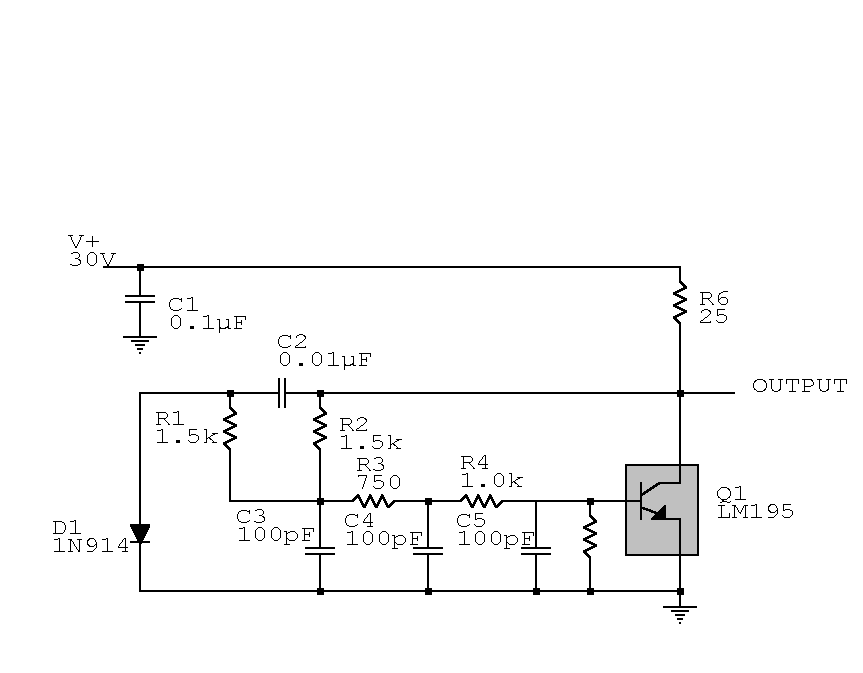 V+
30V
C1
0.1µF
R6
25
C2
0.01µF
OUTPUT
R1
1.5k
R2
1.5k
R3
750
R4
1.0k
Q1
LM195
C3
100pF
C4
100pF
C5
100pF
D1
1N914